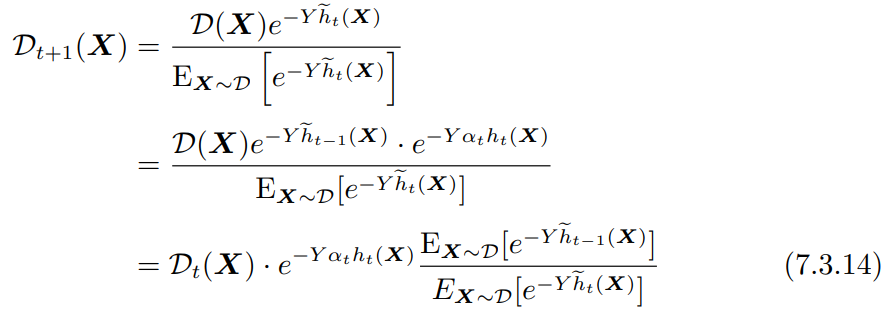 $\mathcal{D}_{t+1}(\boldsymbol{X}) = \dfrac{\mathcal{D}(\boldsymbol{X})e^{-Y\widetilde{h}_t(\boldsymbol{X})}}{\mathrm{E}_{\boldsymbol{X}\sim\mathcal{D}}\left[e^{-Y\widetilde{h}_t(\boldsymbol{X})}\right]}$
$= \dfrac{\mathcal{D}(\boldsymbol{X})e^{-Y\widetilde{h}_{t-1}(\boldsymbol{X})} \cdot e^{-Y\alpha_t h_t(\boldsymbol{X})}}{\mathrm{E}_{\boldsymbol{X}\sim\mathcal{D}}[e^{-Y\widetilde{h}_t(\boldsymbol{X})}]}$
$= \mathcal{D}_t(\boldsymbol{X}) \cdot e^{-Y\alpha_t h_t(\boldsymbol{X})} \dfrac{\mathrm{E}_{\boldsymbol{X}\sim\mathcal{D}}[e^{-Y\widetilde{h}_{t-1}(\boldsymbol{X})}]}{E_{\boldsymbol{X}\sim\mathcal{D}}[e^{-Y\widetilde{h}_t(\boldsymbol{X})}]}$ (7.3.14)